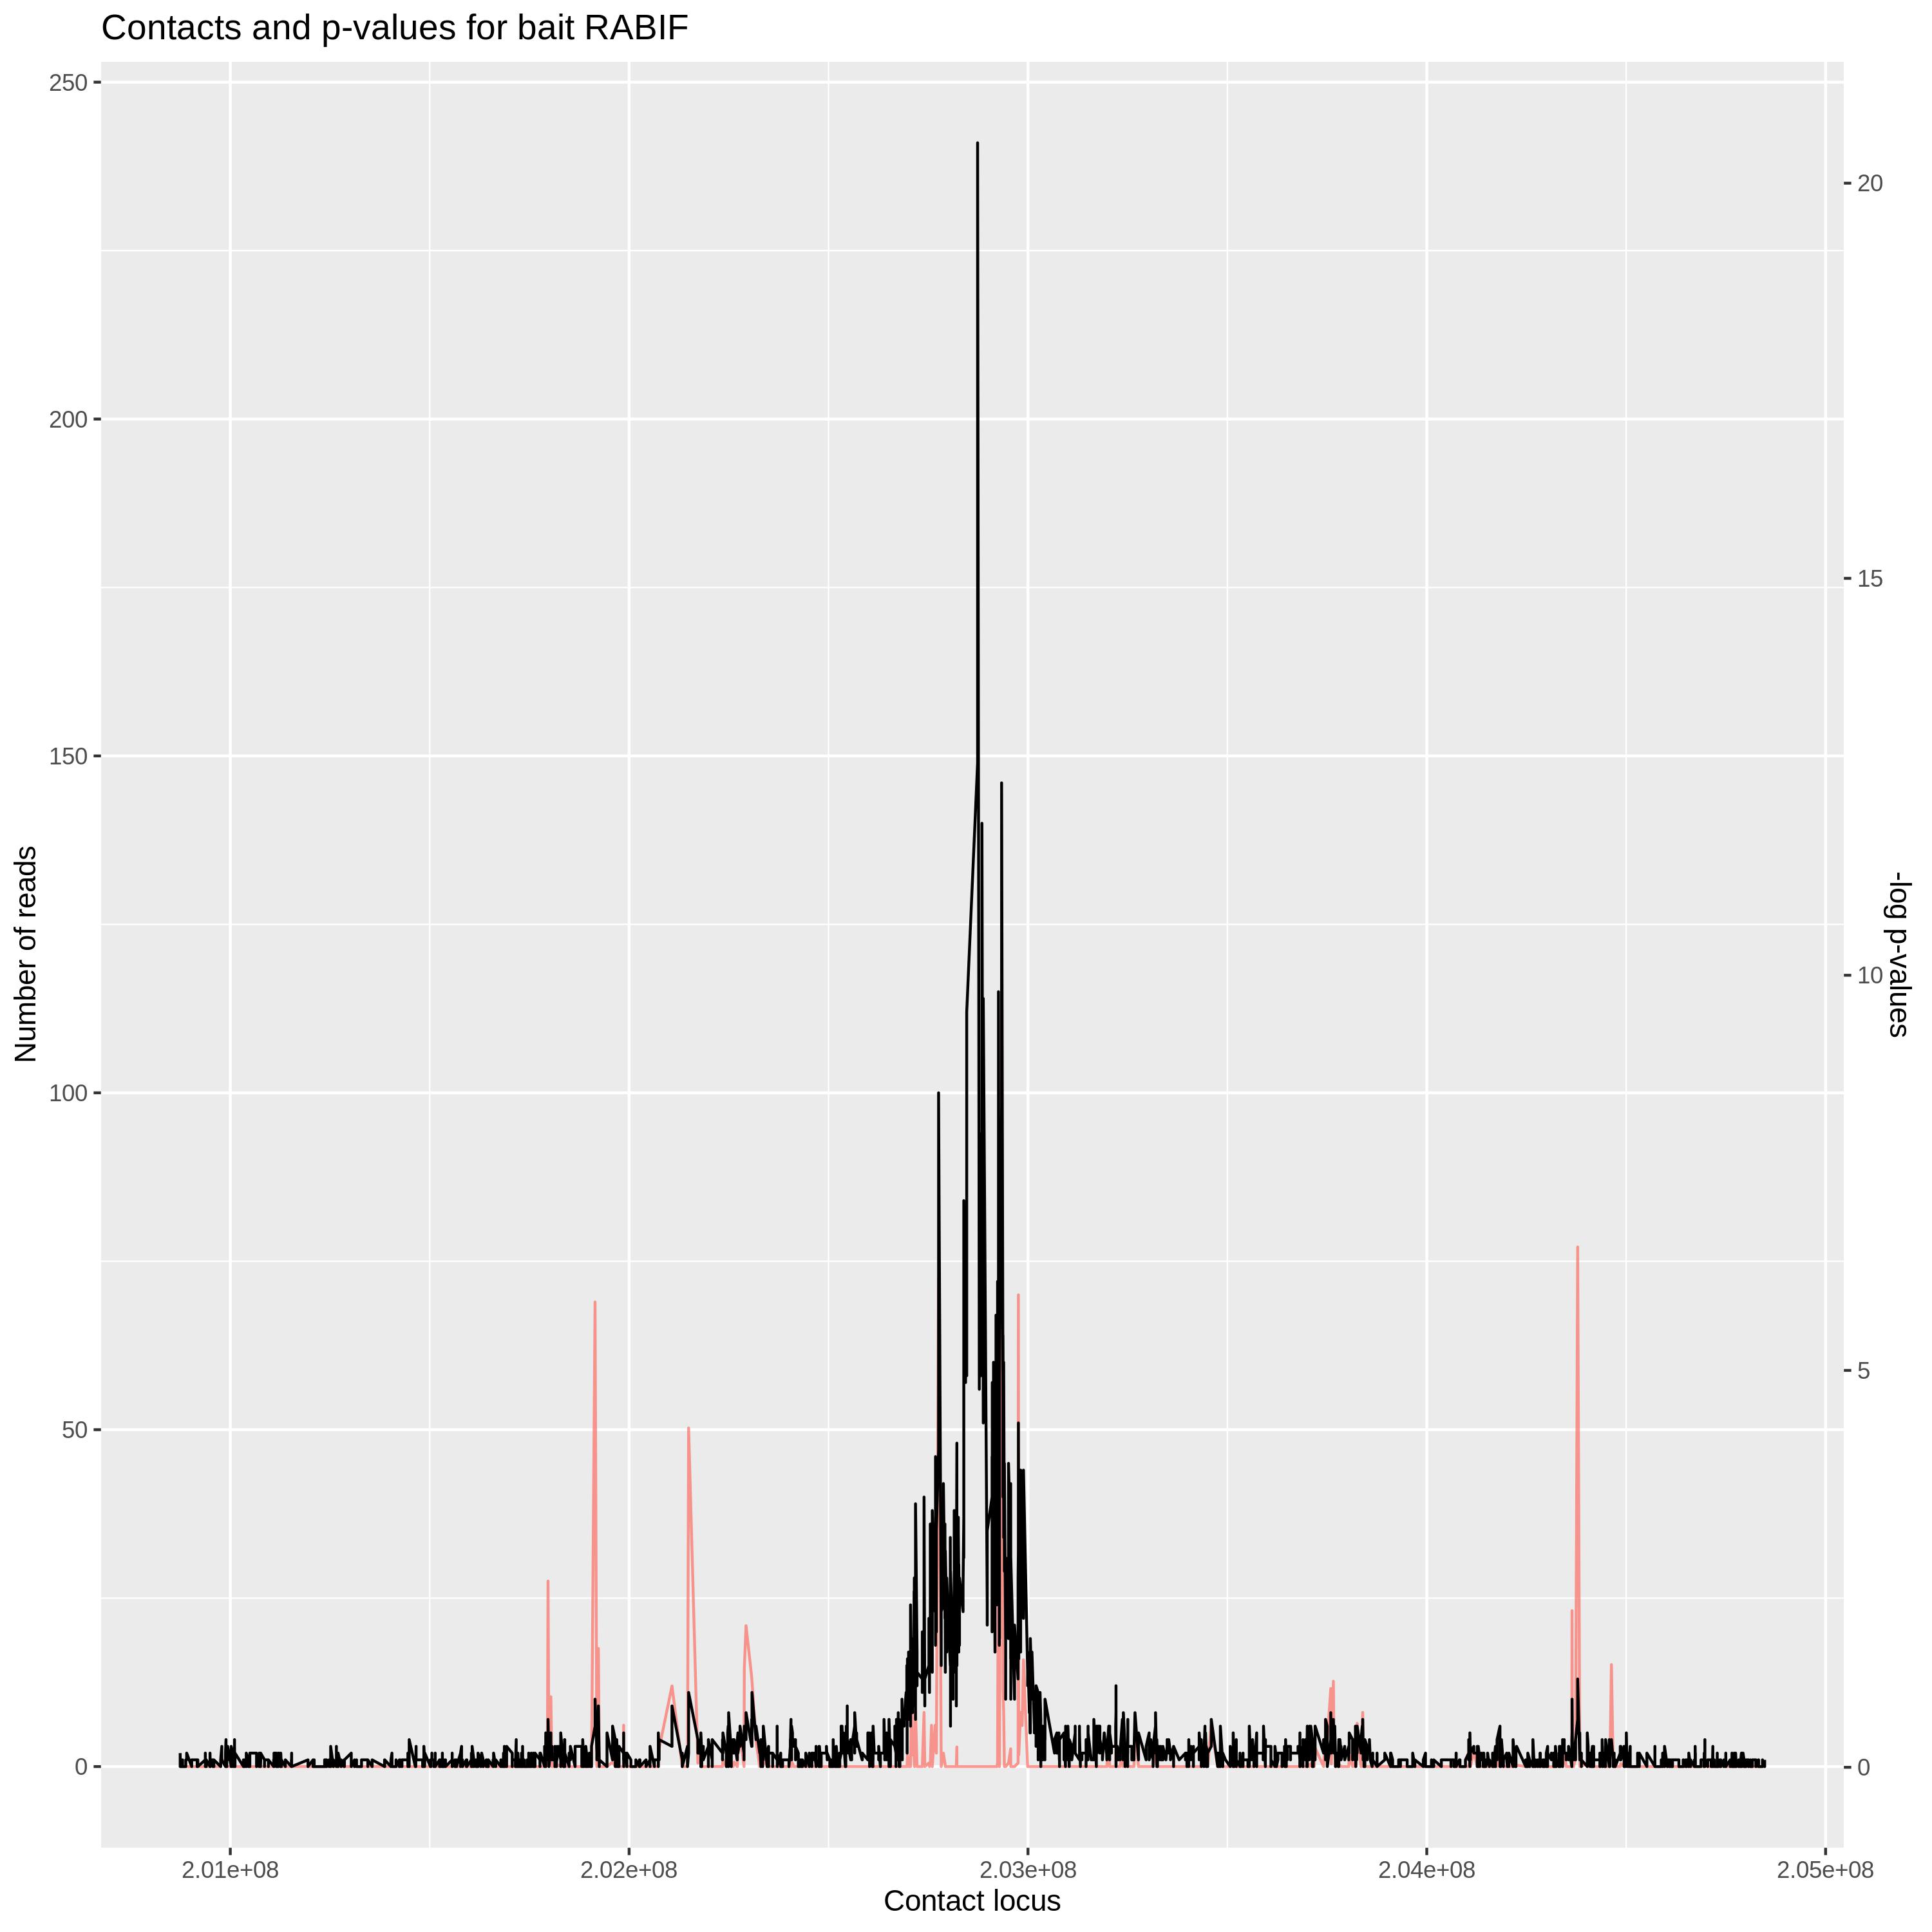 Contacts and p-values for bait RABIF
250
200
150
100
50
0
Number of reads
20
15
10
5
0
-log p-values
2.01e+08
2.02e+08
2.03e+08
2.04e+08
2.05e+08
Contact locus